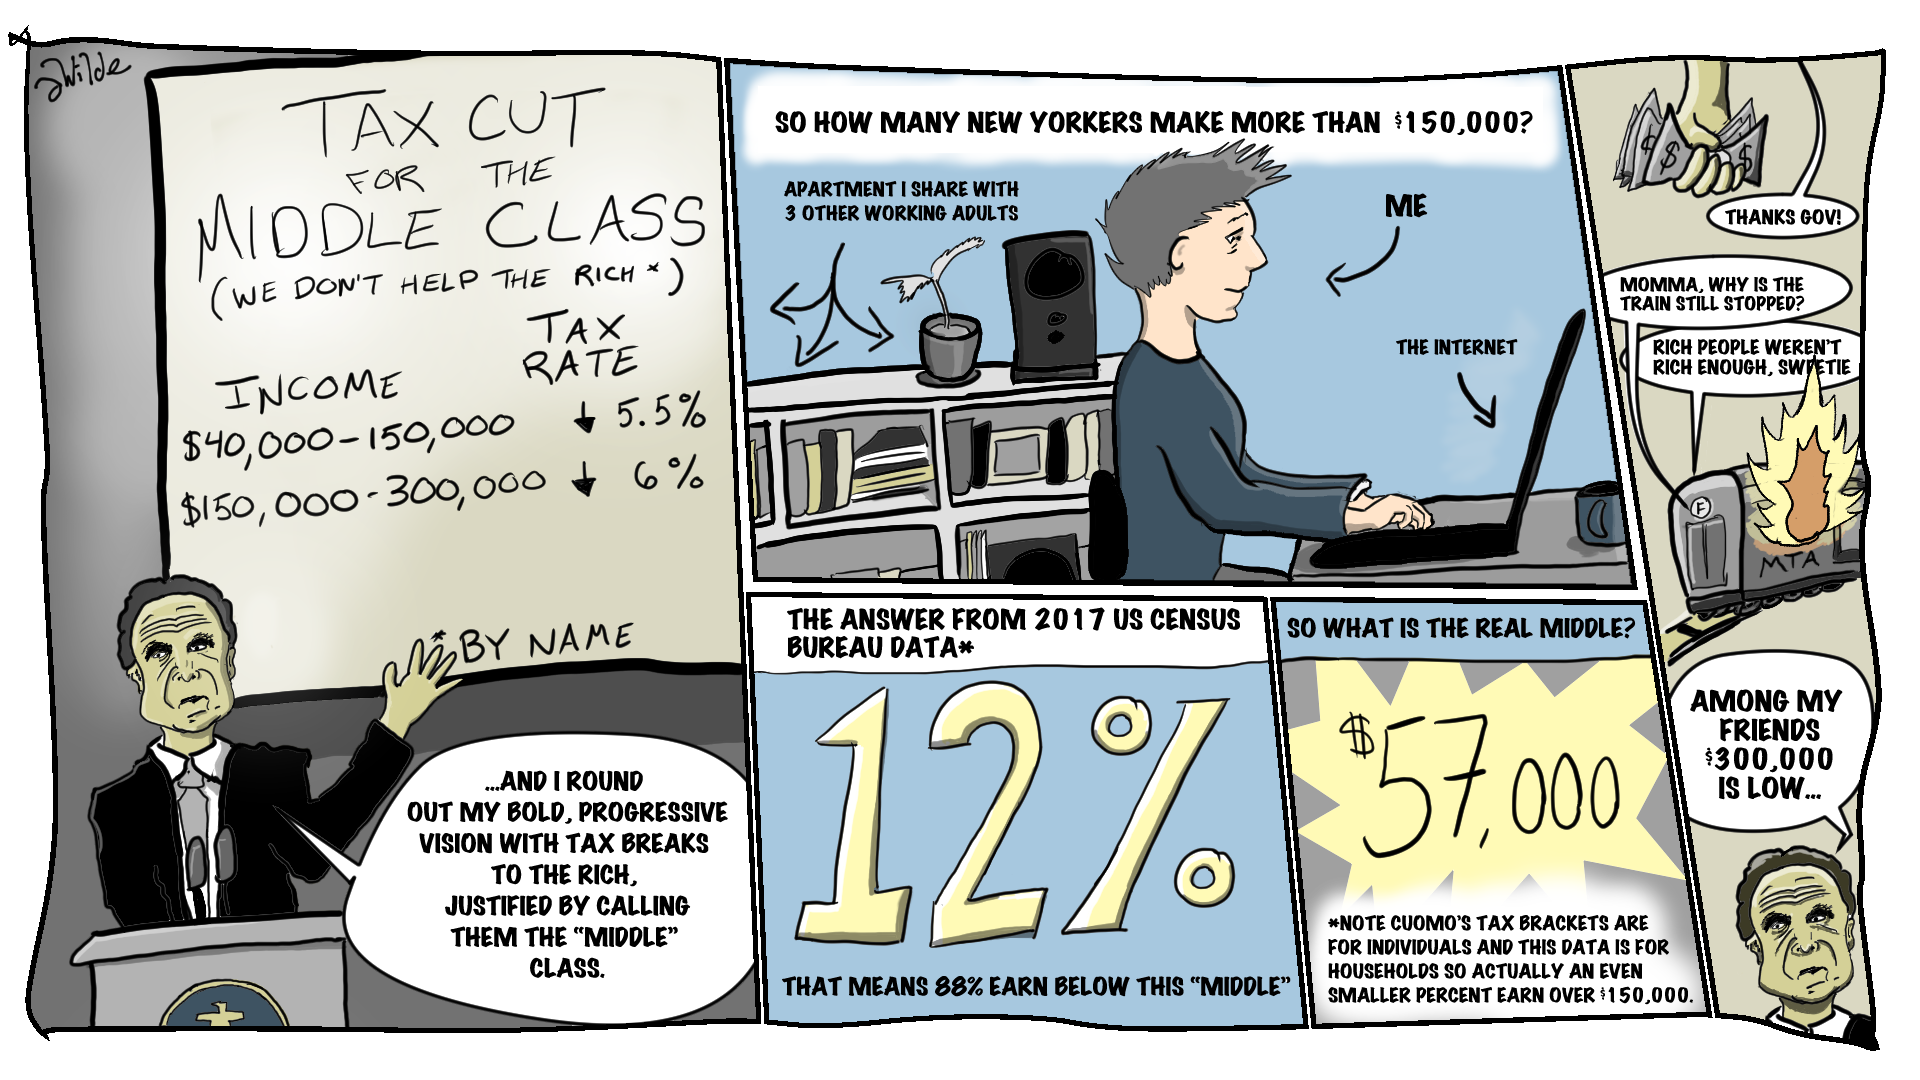 JWilde
TAX CUT
FOR THE
MIDDLE CLASS
(WE DON'T HELP THE RICH*)
INCOME
TAX
RATE
$40,000-150,000 ↓ 5.5%
$150,000-300,000 ↓ 6%
*BY NAME
...AND I ROUND
OUT MY BOLD, PROGRESSIVE
VISION WITH TAX BREAKS
TO THE RICH,
JUSTIFIED BY CALLING
THEM THE "MIDDLE"
CLASS.
SO HOW MANY NEW YORKERS MAKE MORE THAN $150,000?
APARTMENT I SHARE WITH
3 OTHER WORKING ADULTS
ME
THE INTERNET
THE ANSWER FROM 2017 US CENSUS
BUREAU DATA*
12%
THAT MEANS 88% EARN BELOW THIS "MIDDLE"
SO WHAT IS THE REAL MIDDLE?
$57,000
*NOTE CUOMO'S TAX BRACKETS ARE
FOR INDIVIDUALS AND THIS DATA IS FOR
HOUSEHOLDS SO ACTUALLY AN EVEN
SMALLER PERCENT EARN OVER $150,000.
$ $ $
THANKS GOV!
MOMMA, WHY IS THE
TRAIN STILL STOPPED?
RICH PEOPLE WEREN'T
RICH ENOUGH, SWEETIE
F
MTA
AMONG MY
FRIENDS
$300,000
IS LOW...